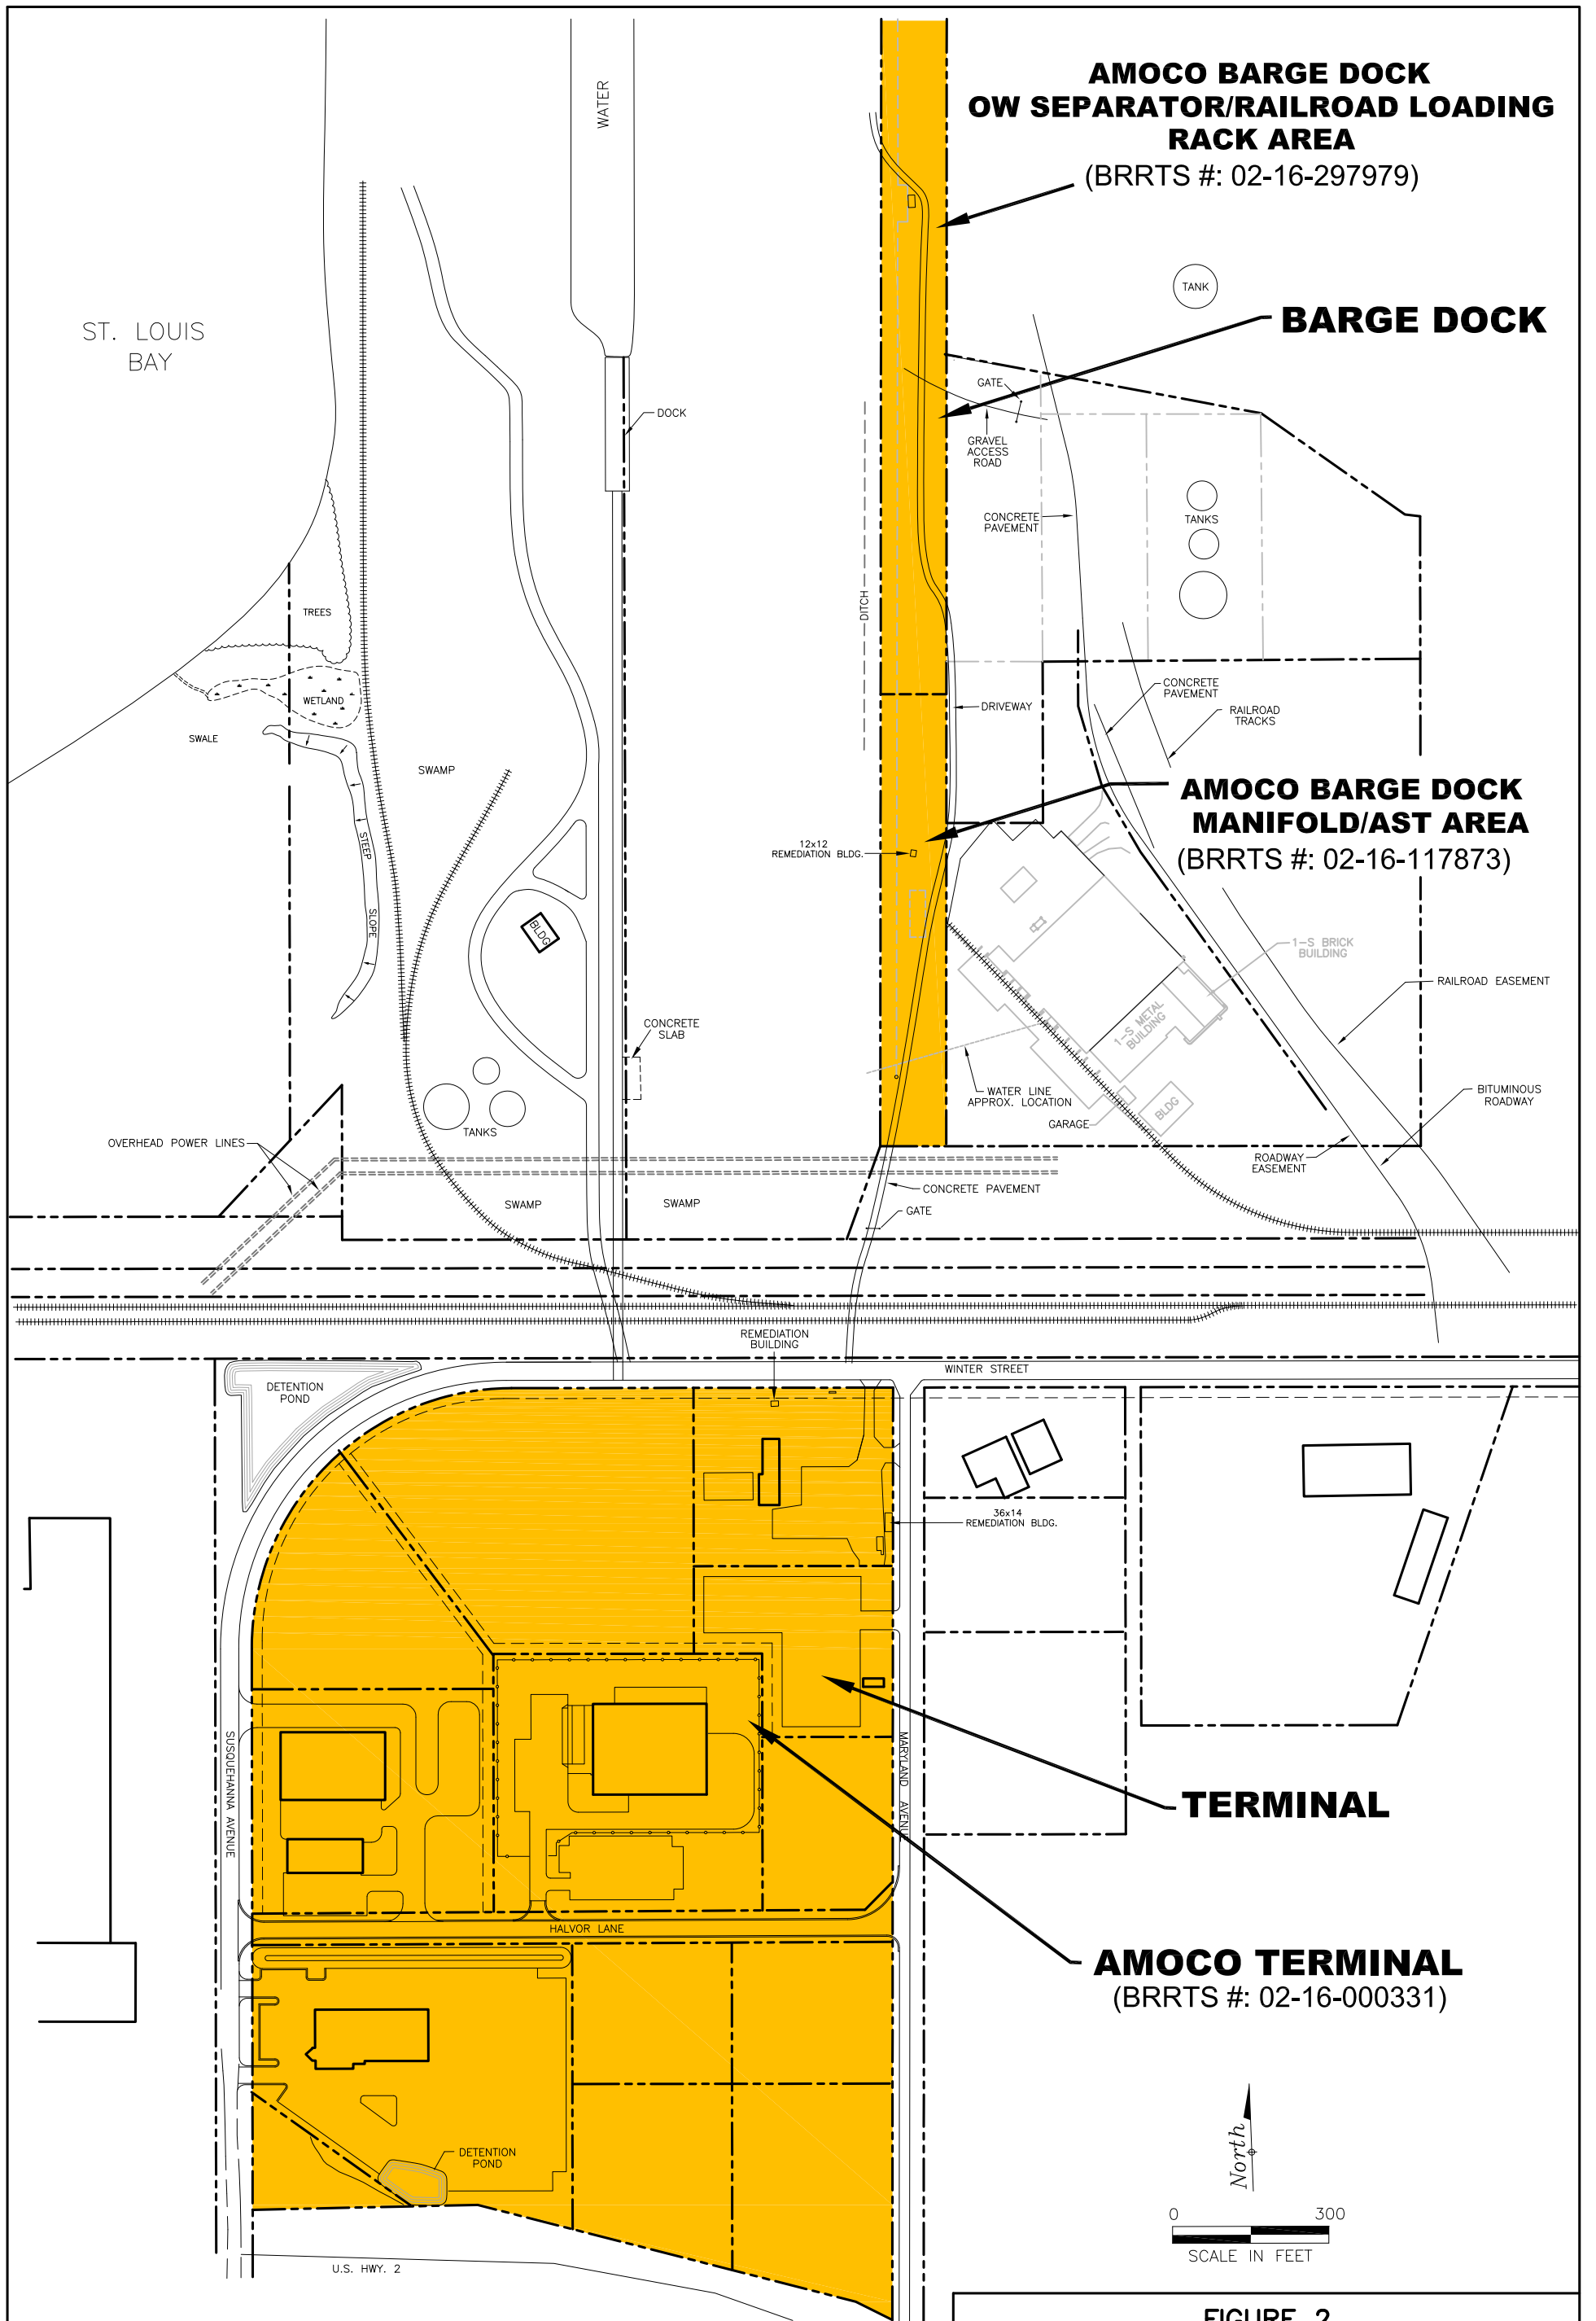 AMOCO BARGE DOCK
OW SEPARATOR/RAILROAD LOADING
RACK AREA
(BRRTS #: 02-16-297979)
WATER
TANK
ST. LOUIS
BAY
BARGE DOCK
GATE
DOCK
GRAVEL
ACCESS
ROAD
CONCRETE
PAVEMENT
TANKS
DITCH
TREES
WETLAND
CONCRETE
PAVEMENT
DRIVEWAY
RAILROAD
TRACKS
SWALE
SWAMP
AMOCO BARGE DOCK
MANIFOLD/AST AREA
(BRRTS #: 02-16-117873)
12x12
REMEDIATION BLDG.
STEEP
SLOPE
BLDG
1-S BRICK
BUILDING
RAILROAD EASEMENT
CONCRETE
SLAB
1-S METAL
BUILDING
WATER LINE
APPROX. LOCATION
BITUMINOUS
ROADWAY
BLDG
GARAGE
TANKS
OVERHEAD POWER LINES
ROADWAY
EASEMENT
SWAMP
SWAMP
CONCRETE PAVEMENT
GATE
REMEDIATION
BUILDING
WINTER STREET
DETENTION
POND
36x14
REMEDIATION BLDG.
SUSQUEHANNA AVENUE
MARYLAND AVENUE
TERMINAL
HALVOR LANE
AMOCO TERMINAL
(BRRTS #: 02-16-000331)
DETENTION
POND
North
0 300
SCALE IN FEET
U.S. HWY. 2
FIGURE 2